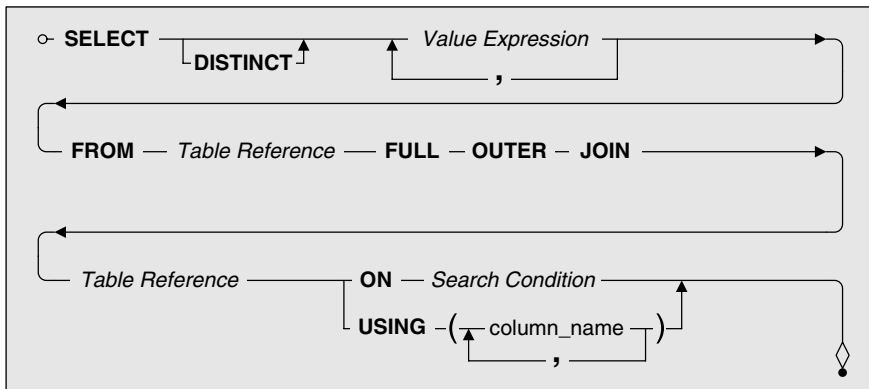 SELECT Value Expression
DISTINCT ,
FROM Table Reference FULL OUTER JOIN
Table Reference ON Search Condition
USING ( column_name )
,